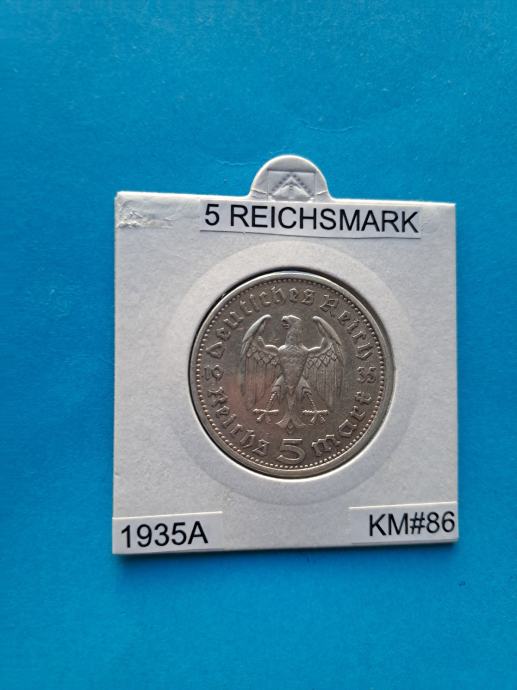 5 REICHSMARK
Deutsches Reich
19 35
Reichs 5 mark
1935A
KM#86